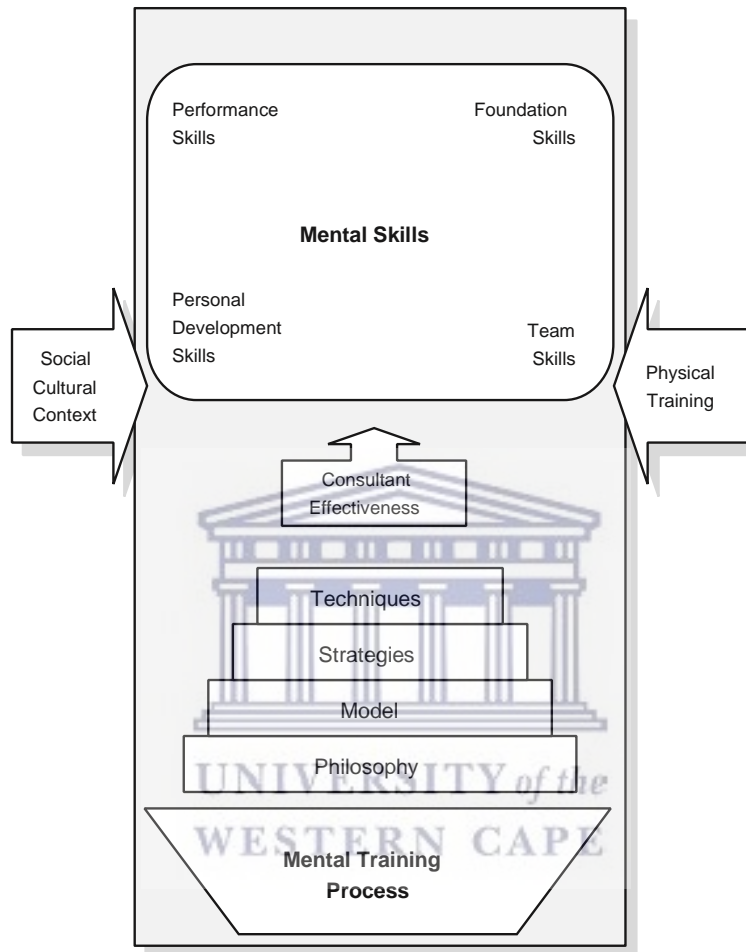 Performance
Skills
Foundation
Skills
Mental Skills
Personal
Development
Skills
Team
Skills
Social
Cultural
Context
Physical
Training
Consultant
Effectiveness
Techniques
Strategies
Model
Philosophy
UNIVERSITY of the
WESTERN CAPE
Mental Training
Process